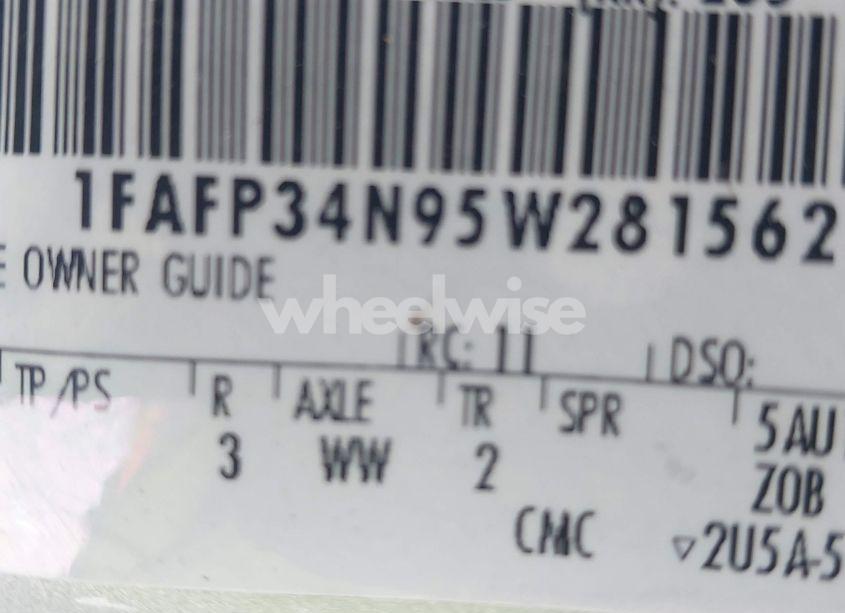 1FAFP34N95W281562
OWNER GUIDE
wheelwise
RC: 11 DSO:
TP/PS R AXLE TR SPR 5AU
3 WW 2 ZOB
CMC ▿2U5A-5